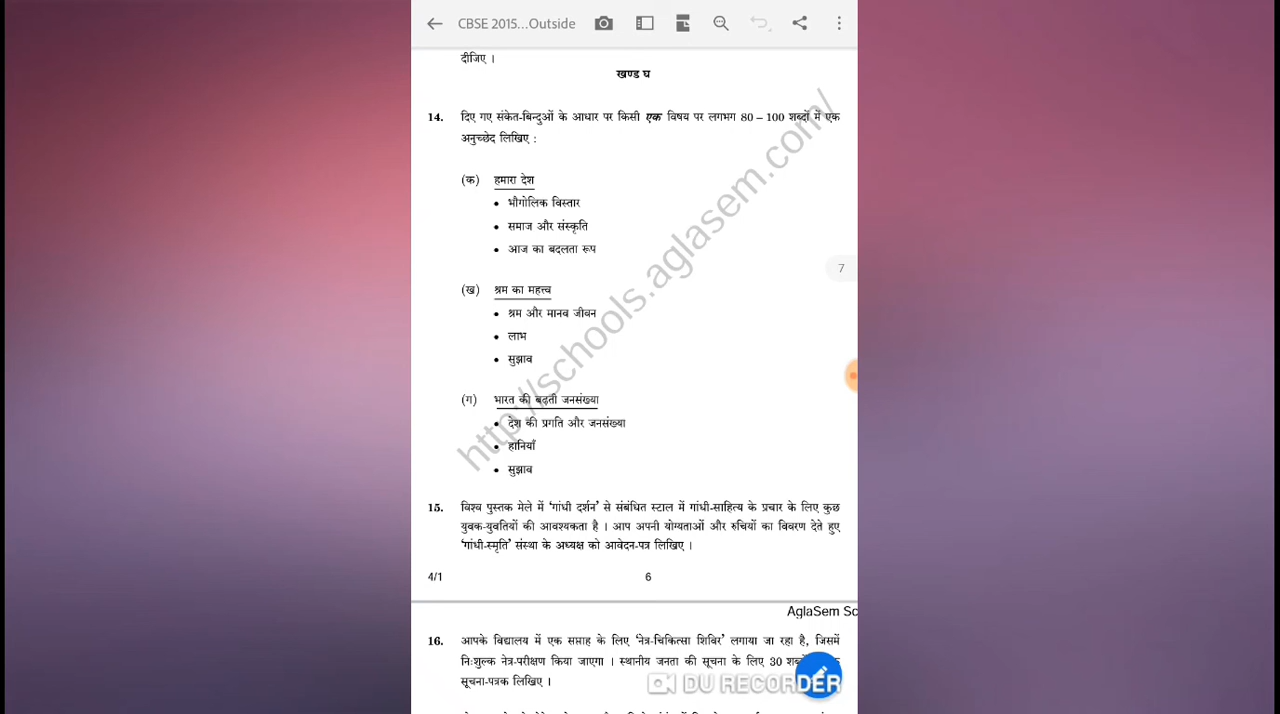 CBSE 2015...Outside
दीजिए ।
खण्ड घ
14. दिए गए संकेत-बिन्दुओं के आधार पर किसी एक विषय पर लगभग 80 – 100 शब्दों में एक
अनुच्छेद लिखिए :
(क) हमारा देश
• भौगोलिक विस्तार
• समाज और संस्कृति
• आज का बदलता रूप
7
(ख) श्रम का महत्त्व
• श्रम और मानव जीवन
• लाभ
• सुझाव
(ग) भारत की बढ़ती जनसंख्या
• देश की प्रगति और जनसंख्या
• हानियाँ
• सुझाव
http://schools.aglasem.com/
15. विश्व पुस्तक मेले में 'गांधी दर्शन' से संबंधित स्टाल में गांधी-साहित्य के प्रचार के लिए कुछ
युवक-युवतियों की आवश्यकता है । आप अपनी योग्यताओं और रुचियों का विवरण देते हुए
'गांधी-स्मृति' संस्था के अध्यक्ष को आवेदन-पत्र लिखिए ।
4/1 6
AglaSem Sc
16. आपके विद्यालय में एक सप्ताह के लिए 'नेत्र-चिकित्सा शिविर' लगाया जा रहा है, जिसमें
निःशुल्क नेत्र-परीक्षण किया जाएगा । स्थानीय जनता की सूचना के लिए 30
सूचना-पत्रक लिखिए ।
DU RECORDER